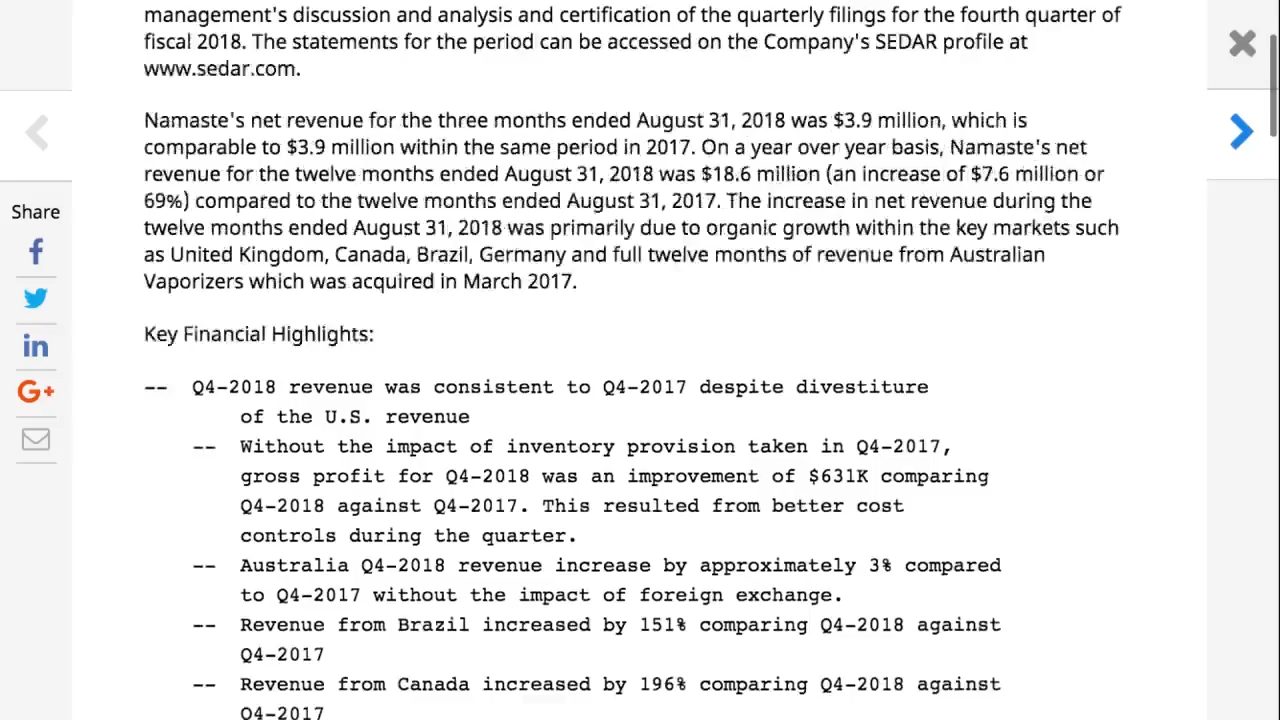 management's discussion and analysis and certification of the quarterly filings for the fourth quarter of
fiscal 2018. The statements for the period can be accessed on the Company's SEDAR profile at
www.sedar.com.
Namaste's net revenue for the three months ended August 31, 2018 was $3.9 million, which is
comparable to $3.9 million within the same period in 2017. On a year over year basis, Namaste's net
revenue for the twelve months ended August 31, 2018 was $18.6 million (an increase of $7.6 million or
69%) compared to the twelve months ended August 31, 2017. The increase in net revenue during the
twelve months ended August 31, 2018 was primarily due to organic growth within the key markets such
as United Kingdom, Canada, Brazil, Germany and full twelve months of revenue from Australian
Vaporizers which was acquired in March 2017.
Share
f
in
G+
Key Financial Highlights:
-- Q4-2018 revenue was consistent to Q4-2017 despite divestiture
of the U.S. revenue
-- Without the impact of inventory provision taken in Q4-2017,
gross profit for Q4-2018 was an improvement of $631K comparing
Q4-2018 against Q4-2017. This resulted from better cost
controls during the quarter.
-- Australia Q4-2018 revenue increase by approximately 3% compared
to Q4-2017 without the impact of foreign exchange.
-- Revenue from Brazil increased by 151% comparing Q4-2018 against
Q4-2017
-- Revenue from Canada increased by 196% comparing Q4-2018 against
Q4-2017